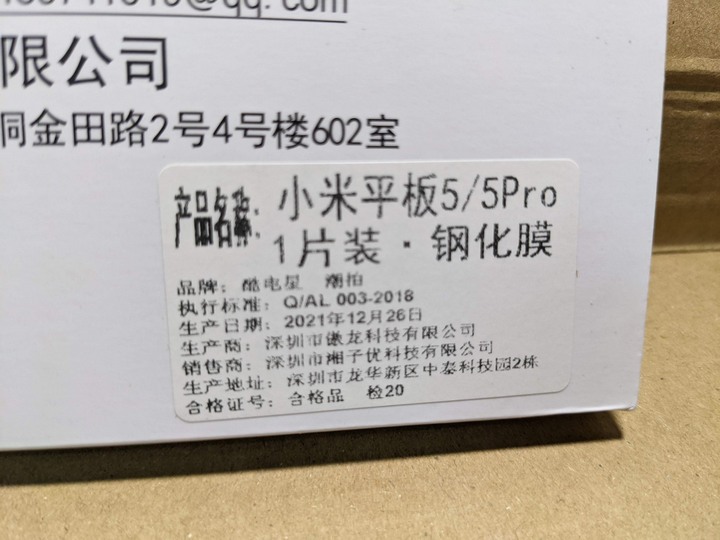 @qq.com
限公司
洞金田路2号4号楼602室
产品名称: 小米平板5/5Pro
1片装·钢化膜
品牌: 酷电星 潮拍
执行标准: Q/AL 003-2018
生产日期: 2021年12月26日
生产商: 深圳市傲龙科技有限公司
销售商: 深圳市湘子优科技有限公司
生产地址: 深圳市龙华新区中泰科技园2栋
合格证号: 合格品 检20